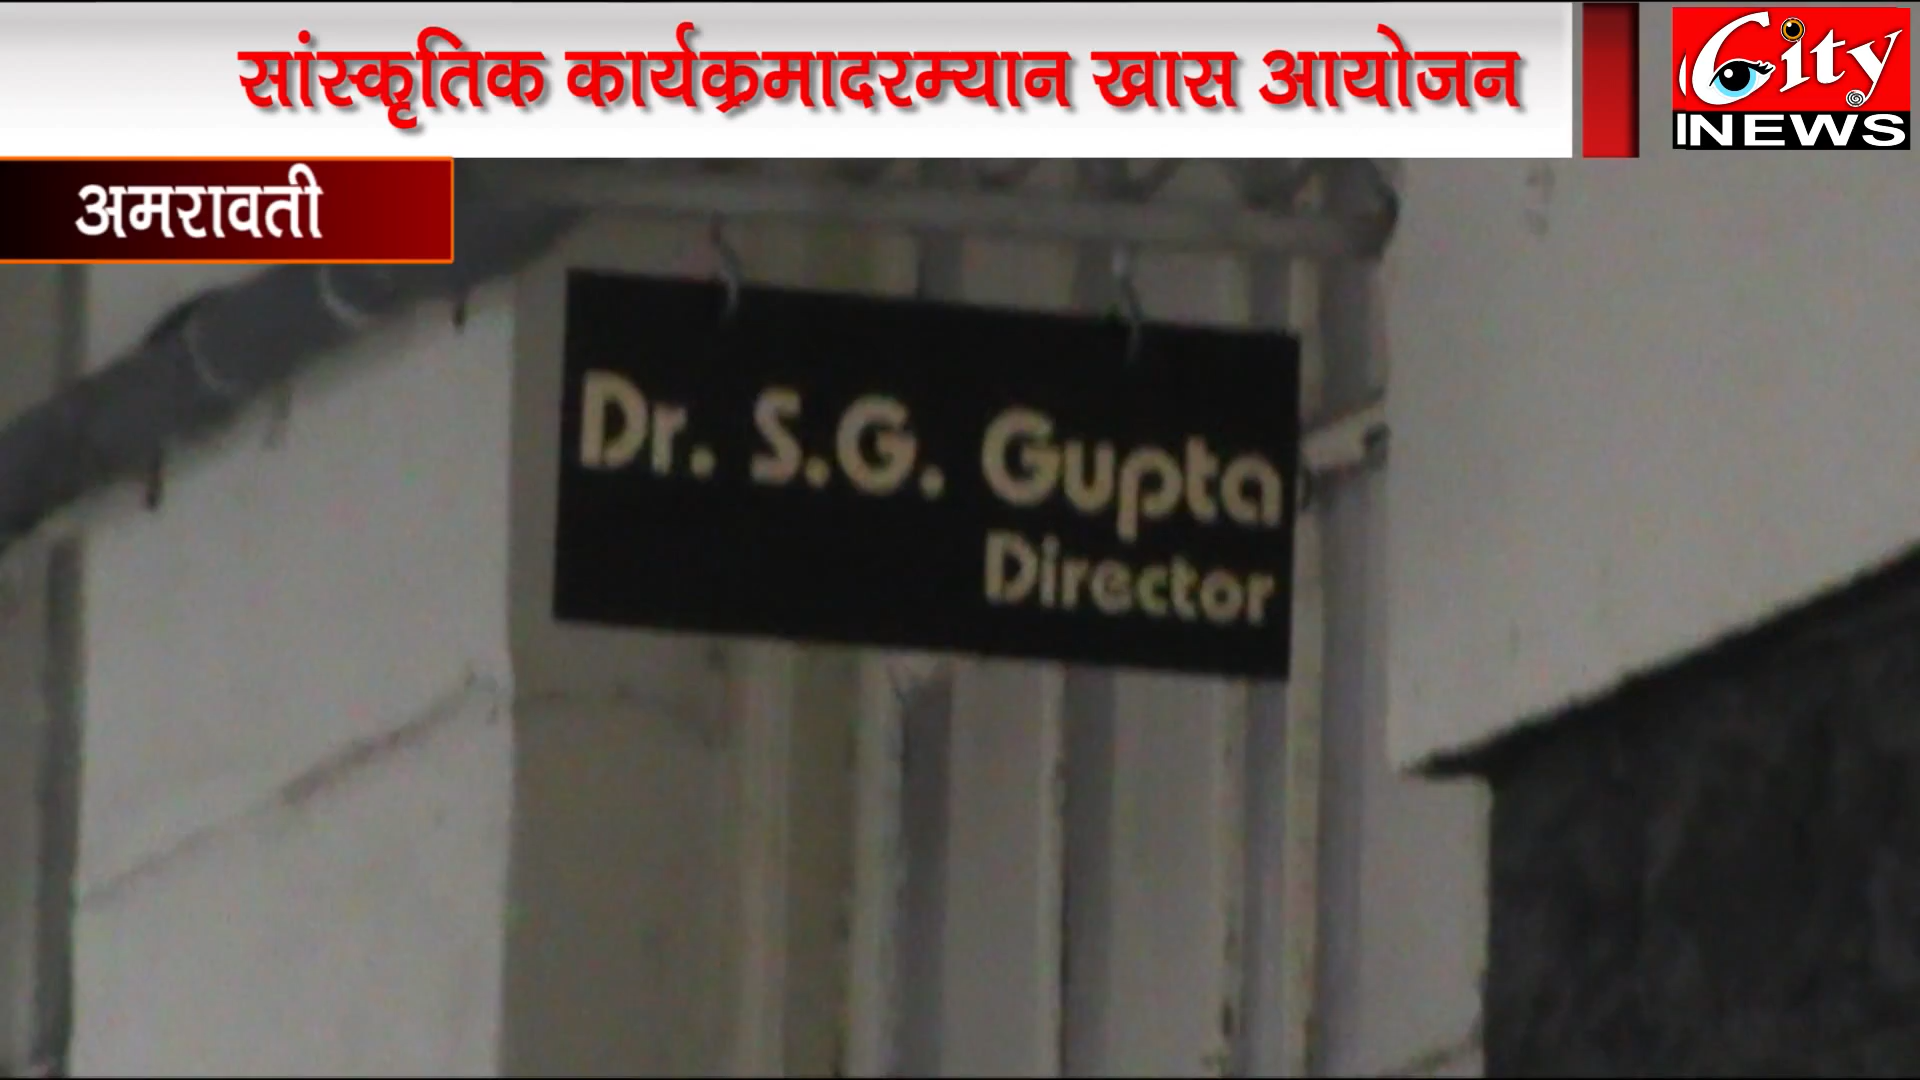 सांस्कृतिक कार्यक्रमादरम्यान खास आयोजन
City
NEWS
अमरावती
Dr. S.G. Gupta
Director